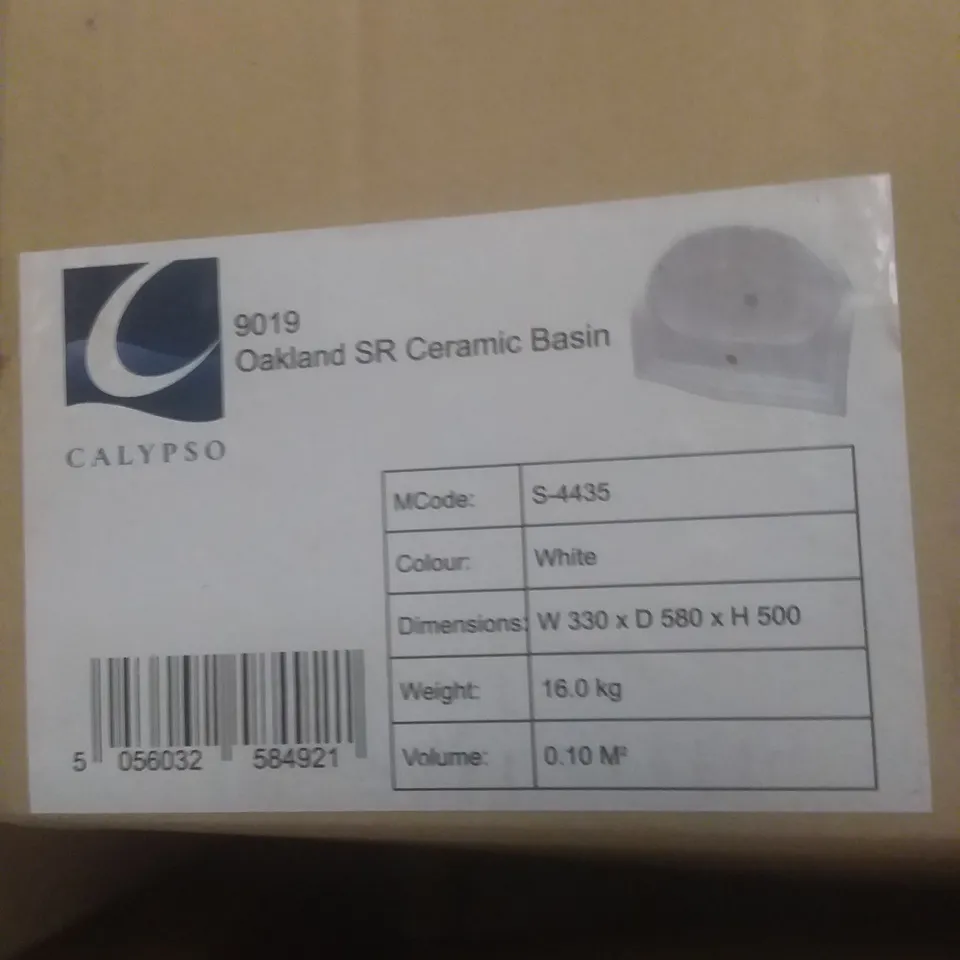 9019
Oakland SR Ceramic Basin
CALYPSO
MCode: S-4435
Colour: White
Dimensions: W 330 x D 580 x H 500
Weight: 16.0 kg
Volume: 0.10 M²
5 056032 584921